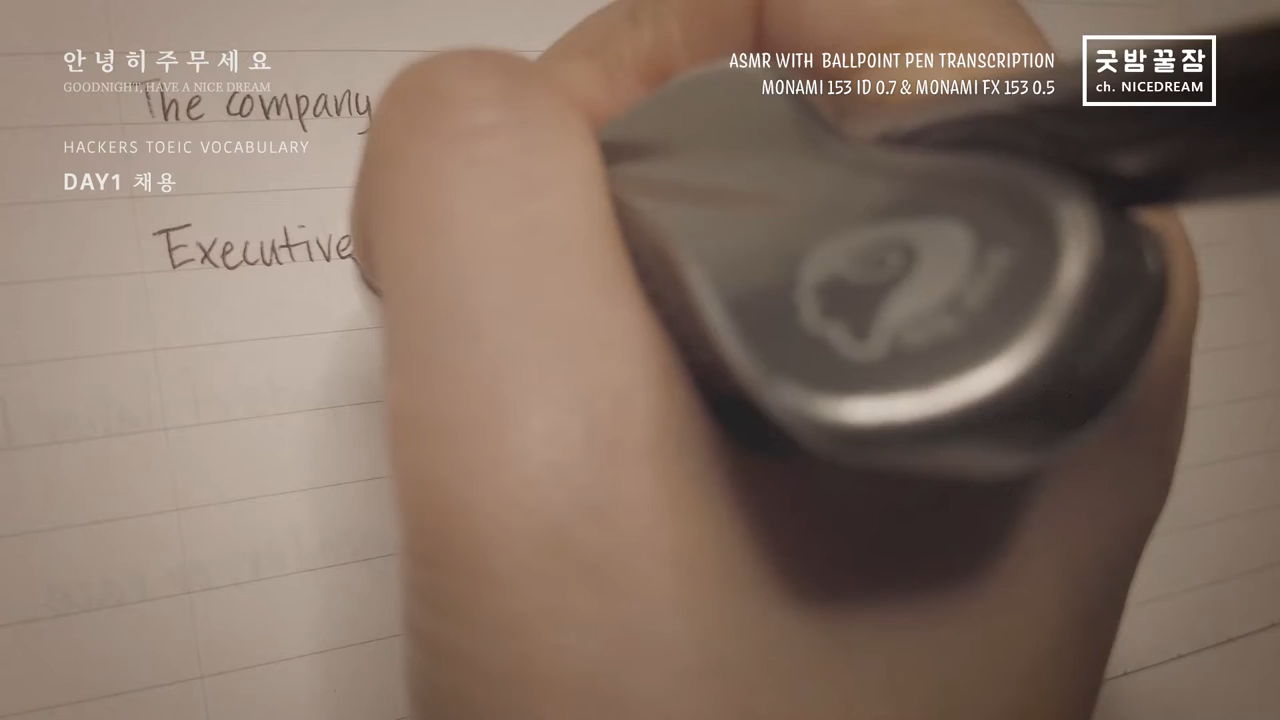 안녕히주무세요
GOODNIGHT, HAVE A NICE DREAM
The company
HACKERS TOEIC VOCABULARY
DAY1 채용
Executive
ASMR WITH BALLPOINT PEN TRANSCRIPTION
MONAMI 153 ID 0.7 & MONAMI FX 153 0.5
굿밤꿀잠
ch. NICEDREAM